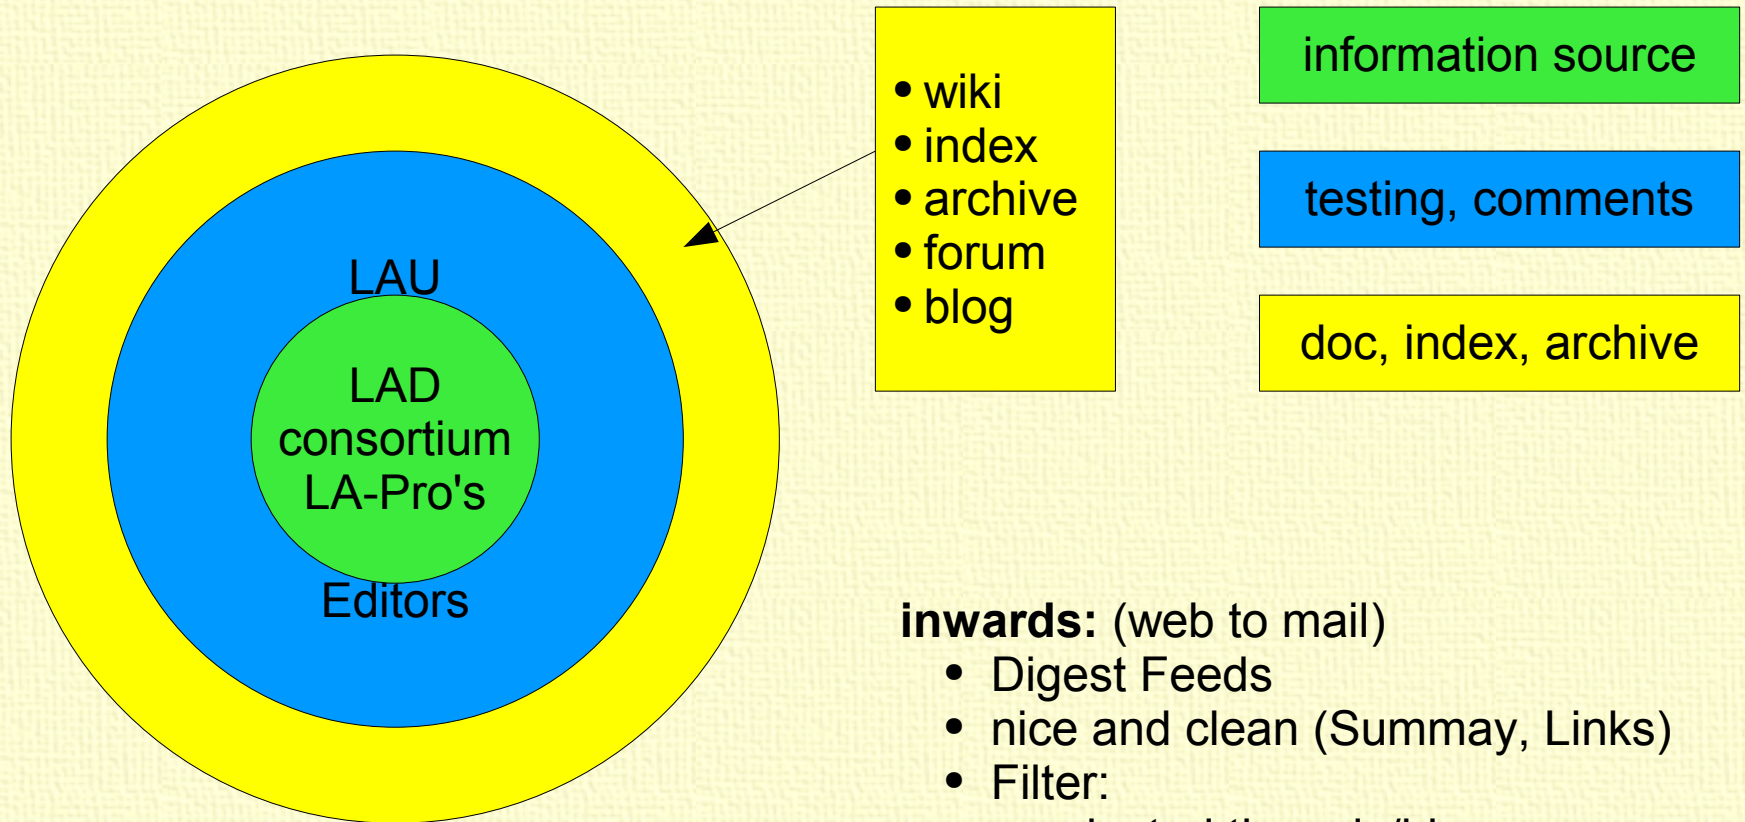 LAU
LAD
consortium
LA-Pro's
Editors
• wiki
• index
• archive
• forum
• blog
information source
testing, comments
doc, index, archive
inwards: (web to mail)
• Digest Feeds
• nice and clean (Summay, Links)
• Filter: